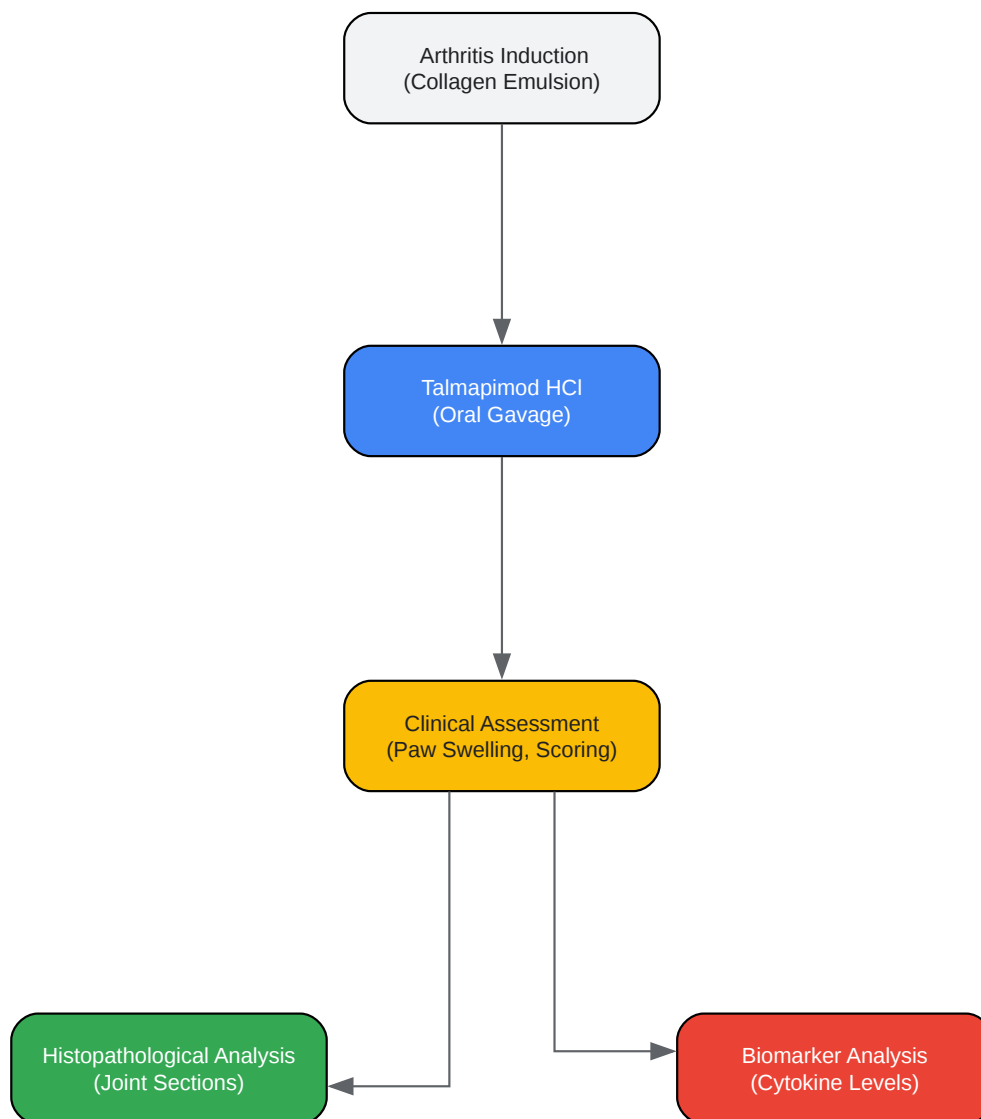 Arthritis Induction
(Collagen Emulsion)
Talmapimod HCl
(Oral Gavage)
Clinical Assessment
(Paw Swelling, Scoring)
Histopathological Analysis
(Joint Sections)
Biomarker Analysis
(Cytokine Levels)